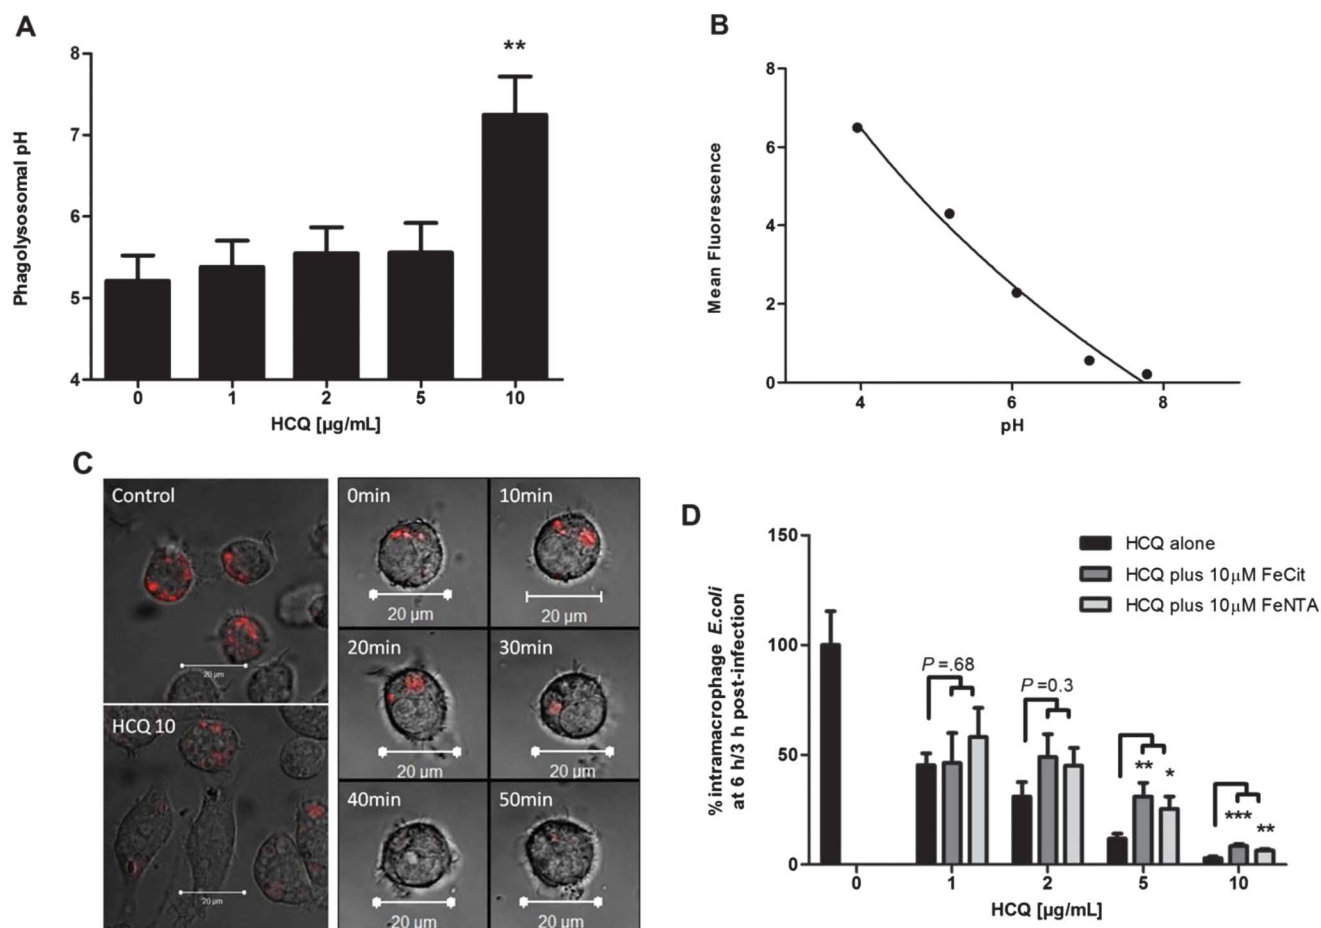 A
8
7
6
5
4
Phagolysosomal pH
**
0 1 2 5 10
HCQ [µg/mL]
B
8
6
4
2
0
Mean Fluorescence
4 6 8
pH
C
Control
20 µm
HCQ 10
20 µm
0min
20 µm
10min
20 µm
20min
20 µm
30min
20 µm
40min
20 µm
50min
20 µm
D
150
100
50
0
% intramacrophage E.coli
at 6 h/3 h post-infection
HCQ alone
HCQ plus 10µM FeCit
HCQ plus 10µM FeNTA
P =.68
P =0.3
**
*
***
**
0 1 2 5 10
HCQ [µg/mL]